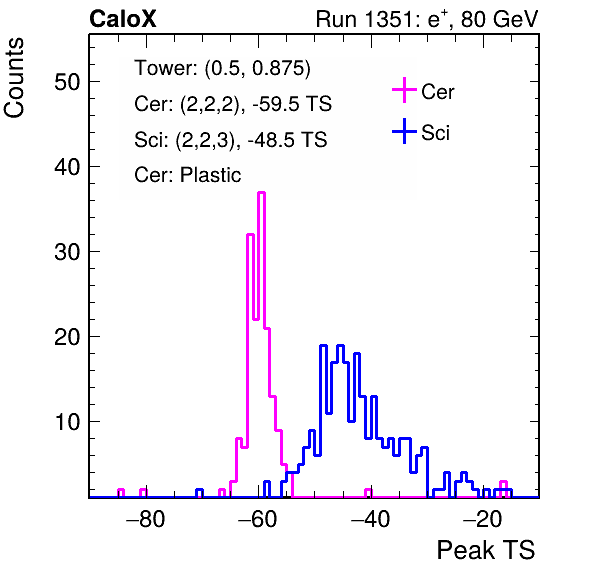 CaloX Run 1351: e⁺, 80 GeV
Counts
Tower: (0.5, 0.875)
Cer: (2,2,2), -59.5 TS
Sci: (2,2,3), -48.5 TS
Cer: Plastic
Cer
Sci
50
40
30
20
10
−80 −60 −40 −20
Peak TS